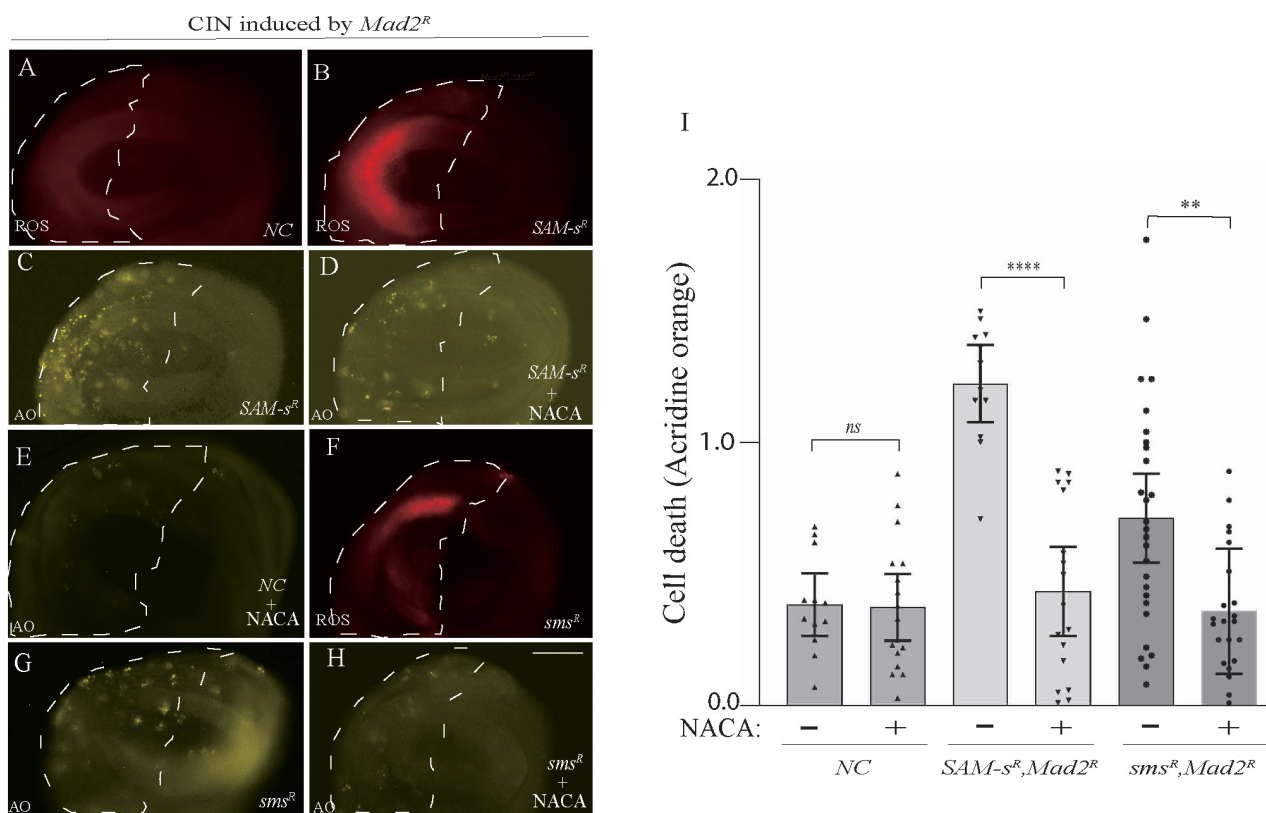 CIN induced by Mad2ᴿ
A
ROS
NC
B
ROS
SAM-sᴿ
C
AO
SAM-sᴿ
D
AO
SAM-sᴿ
+
NACA
E
AO
NC
+
NACA
F
ROS
smsᴿ
G
AO
smsᴿ
H
AO
smsᴿ
+
NACA
I
Cell death (Acridine orange)
2.0
1.0
0.0
ns
****
**
NACA: − + − + − +
NC SAM-sᴿ,Mad2ᴿ smsᴿ,Mad2ᴿ